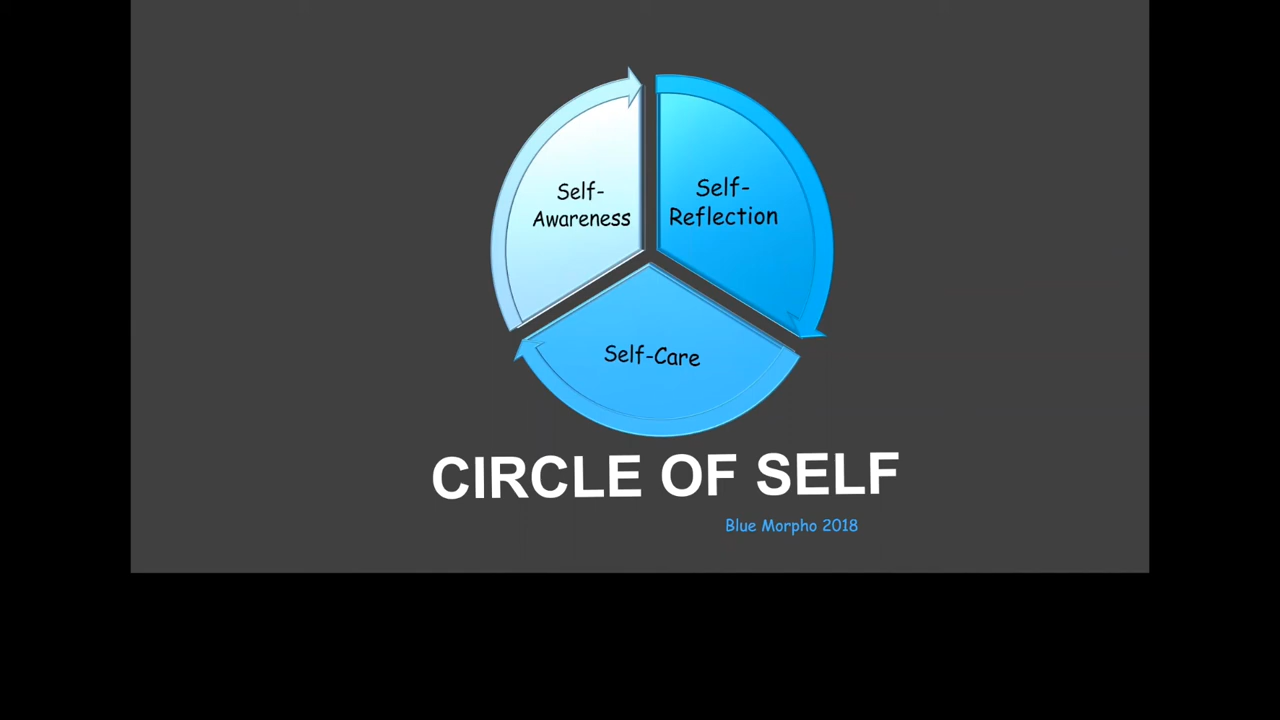 Self-
Awareness
Self-
Reflection
Self-Care
CIRCLE OF SELF
Blue Morpho 2018